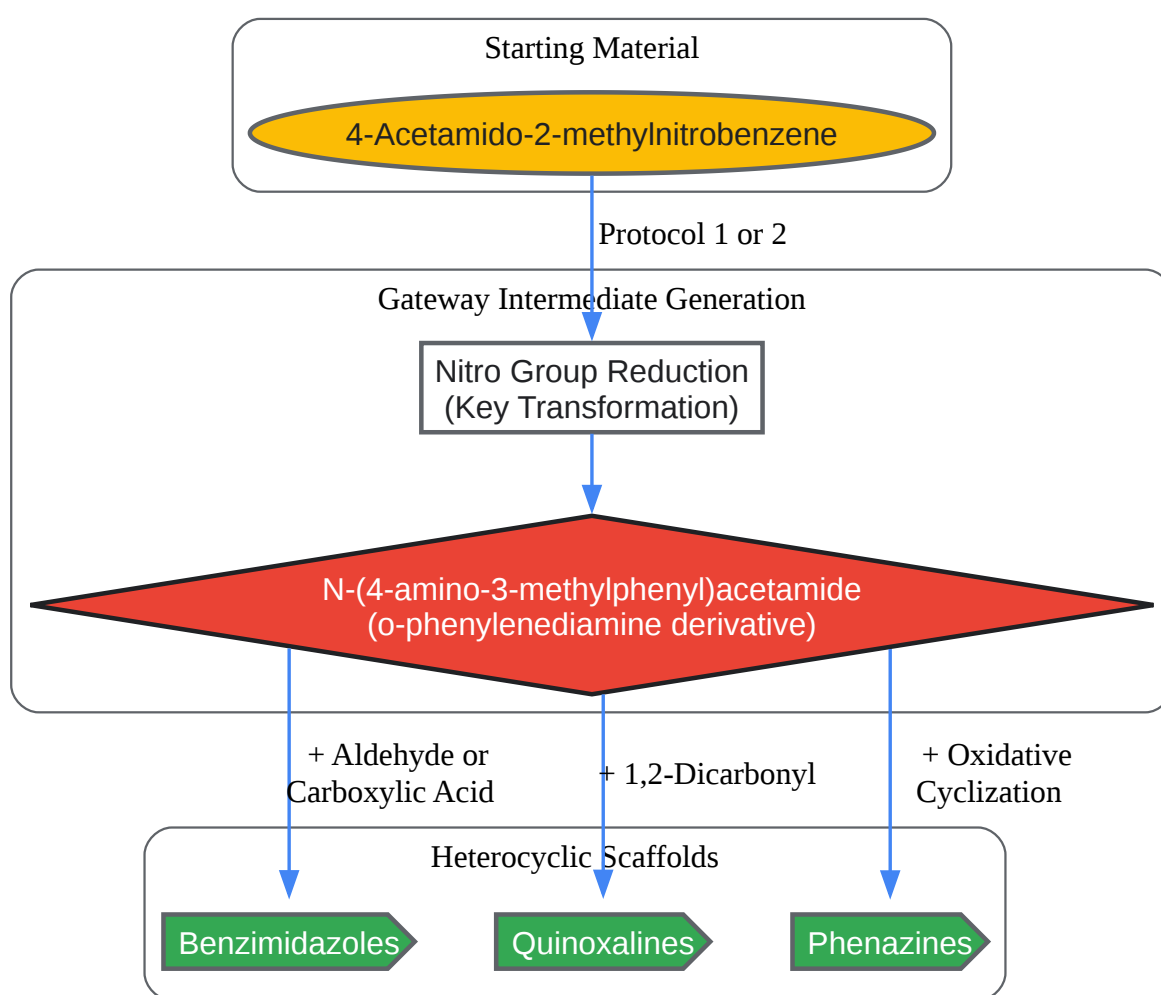 Starting Material
4-Acetamido-2-methylnitrobenzene
Protocol 1 or 2
Gateway Intermediate Generation
Nitro Group Reduction
(Key Transformation)
N-(4-amino-3-methylphenyl)acetamide
(o-phenylenediamine derivative)
+ Aldehyde or
Carboxylic Acid
+ 1,2-Dicarbonyl
+ Oxidative
Cyclization
Heterocyclic Scaffolds
Benzimidazoles
Quinoxalines
Phenazines